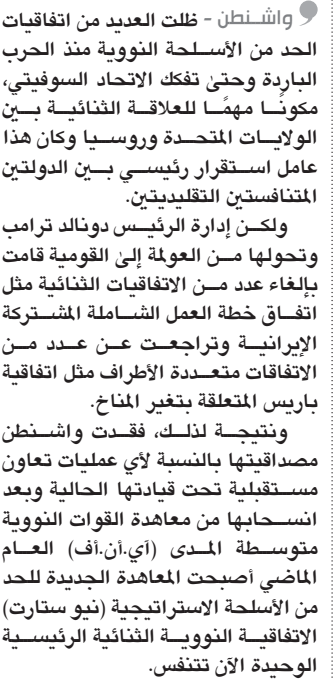 واشنطن - ظلت العديد من اتفاقيات
الحد من الأسلحة النووية منذ الحرب
الباردة وحتىٰ تفكك الاتحاد السوفيتي،
مكونًا مهمًا للعلاقة الثنائية بين
الولايات المتحدة وروسيا وكان هذا
عامل استقرار رئيسي بين الدولتين
المتنافستين التقليديتين.
ولكن إدارة الرئيس دونالد ترامب
وتحولها من العولمة إلىٰ القومية قامت
بإلغاء عدد من الاتفاقيات الثنائية مثل
اتفاق خطة العمل الشاملة المشتركة
الإيرانية وتراجعت عن عدد من
الاتفاقات متعددة الأطراف مثل اتفاقية
باريس المتعلقة بتغير المناخ.
ونتيجة لذلك، فقدت واشنطن
مصداقيتها بالنسبة لأي عمليات تعاون
مستقبلية تحت قيادتها الحالية وبعد
انسحابها من معاهدة القوات النووية
متوسطة المدى (آي.أن.أف) العام
الماضي أصبحت المعاهدة الجديدة للحد
من الأسلحة الاستراتيجية (نيو ستارت)
الاتفاقية النووية الثنائية الرئيسية
الوحيدة الآن تتنفس.